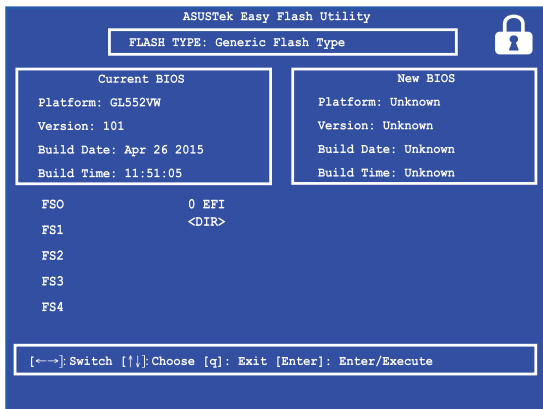 ASUSTek Easy Flash Utility
FLASH TYPE: Generic Flash Type
Current BIOS
Platform: GL552VW
Version: 101
Build Date: Apr 26 2015
Build Time: 11:51:05
New BIOS
Platform: Unknown
Version: Unknown
Build Date: Unknown
Build Time: Unknown
FSO 0 EFI
FS1 <DIR>
FS2
FS3
FS4
[←→]: Switch [↑↓]: Choose [q]: Exit [Enter]: Enter/Execute